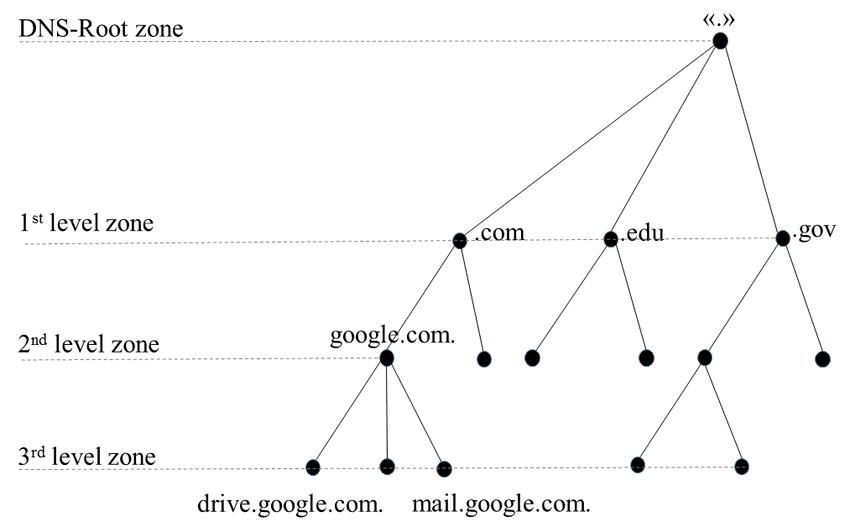 «.»
DNS-Root zone
1st level zone
.com
.edu
.gov
google.com.
2nd level zone
3rd level zone
drive.google.com.
mail.google.com.